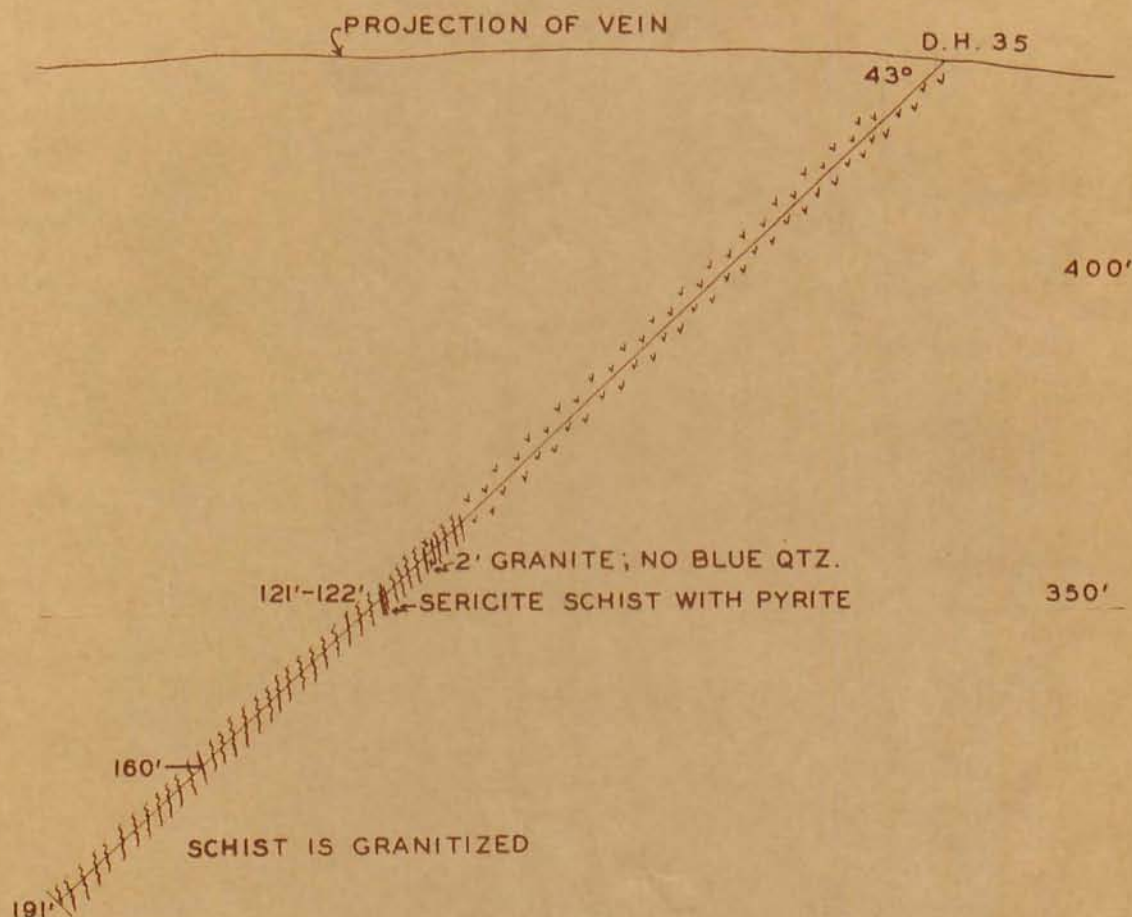 PROJECTION OF VEIN
D.H. 35
43°
400'
2' GRANITE; NO BLUE QTZ.
121'-122'
SERICITE SCHIST WITH PYRITE
350'
160'
SCHIST IS GRANITIZED
191'